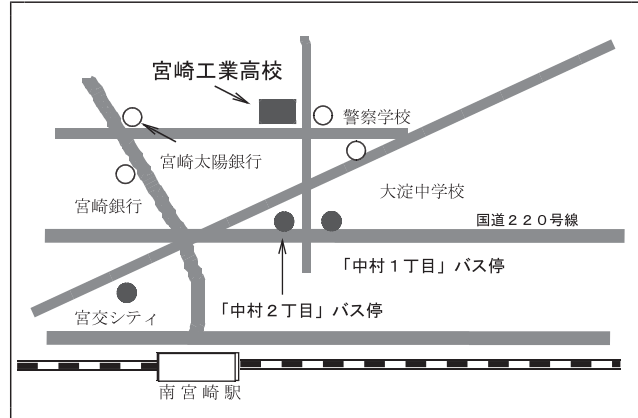 宮崎工業高校
警察学校
宮崎太陽銀行
大淀中学校
宮崎銀行
国道２２０号線
「中村１丁目」バス停
「中村２丁目」バス停
宮交シティ
南宮崎駅